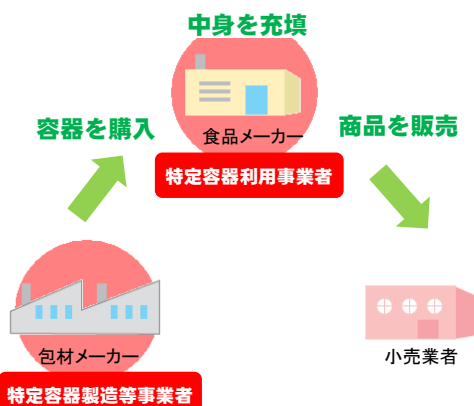 中身を充填
容器を購入
食品メーカー
商品を販売
特定容器利用事業者
包材メーカー
小売業者
特定容器製造等事業者